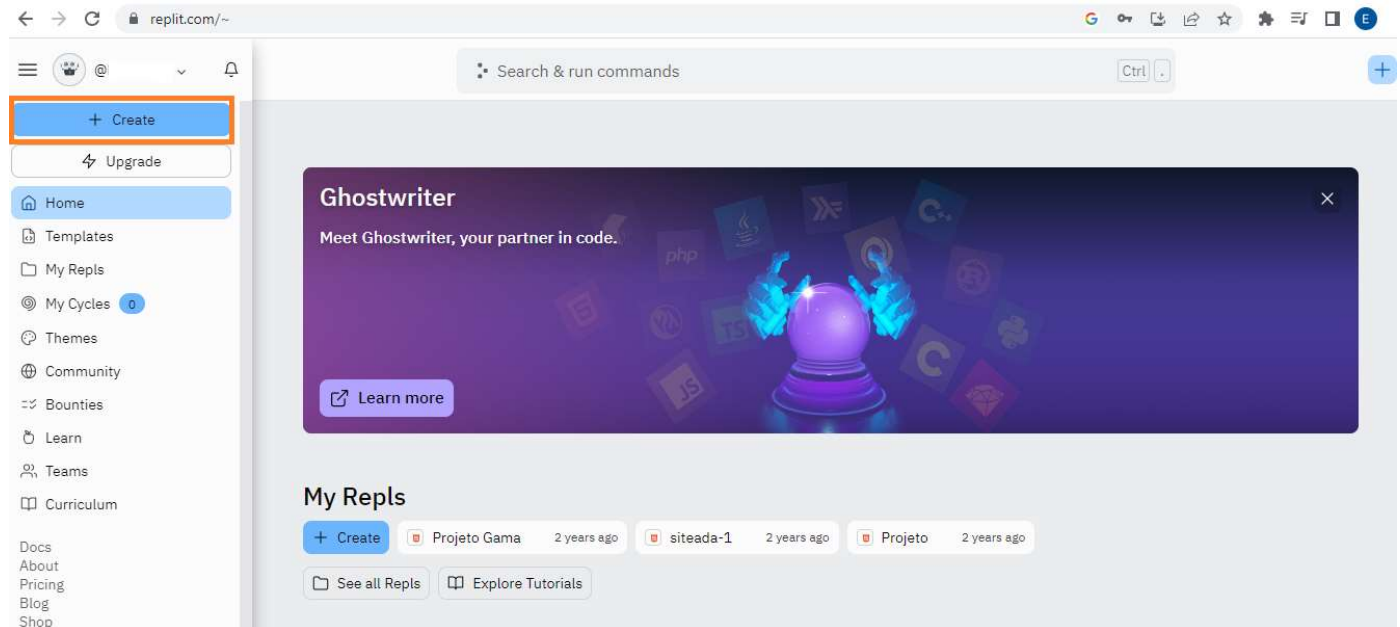 replit.com/~
E
@
Search & run commands
Ctrl .
+ Create
Upgrade
Home
Templates
My Repls
My Cycles 0
Themes
Community
Bounties
Learn
Teams
Curriculum
Docs
About
Pricing
Blog
Shop
Ghostwriter
Meet Ghostwriter, your partner in code.
php
TS
JS
Learn more
My Repls
+ Create
Projeto Gama 2 years ago
siteada-1 2 years ago
Projeto 2 years ago
See all Repls
Explore Tutorials